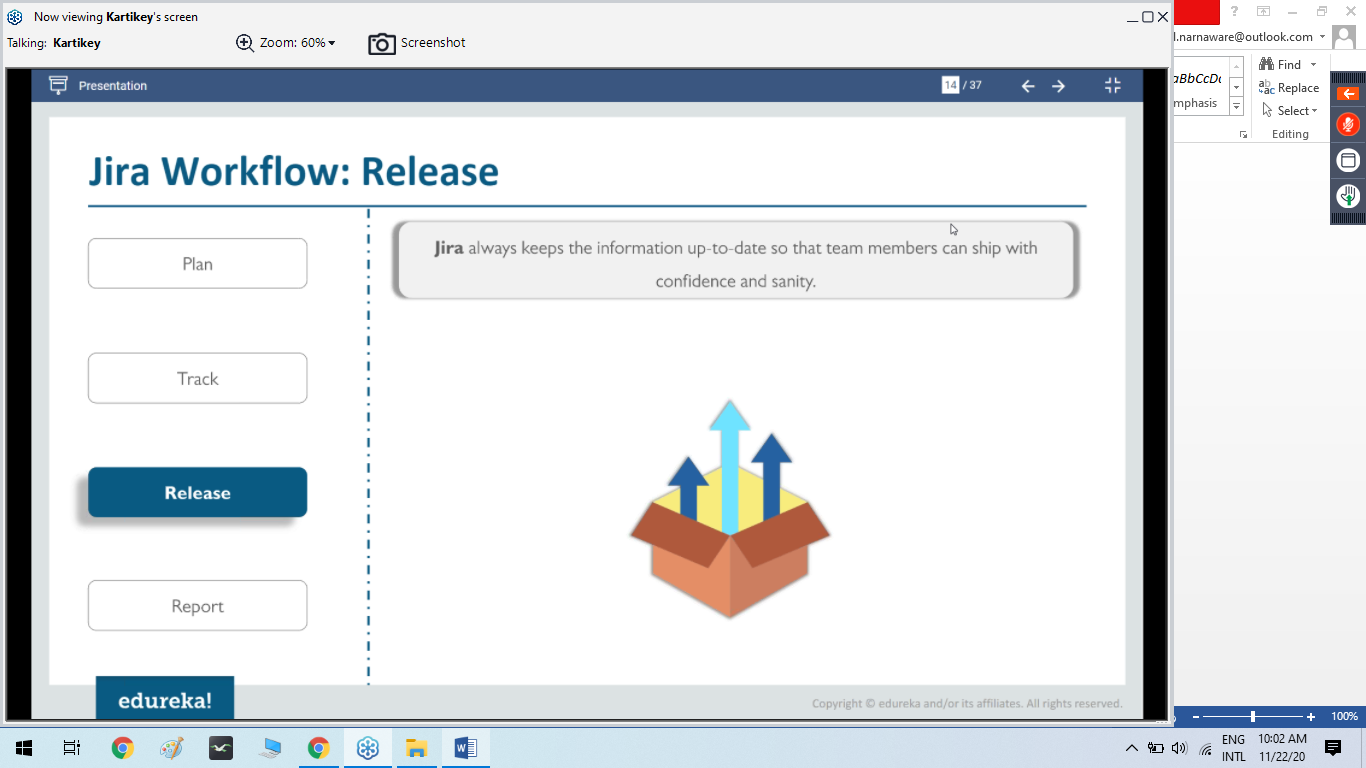 Now viewing Kartikey's screen
Talking: Kartikey
Zoom: 60%
Screenshot
l.narnaware@outlook.com
Find
Replace
Select
Editing
mphasis
Presentation
14 / 37
Jira Workflow: Release
Plan
Track
Release
Report
Jira always keeps the information up-to-date so that team members can ship with
confidence and sanity.
edureka!
Copyright © edureka and/or its affiliates. All rights reserved.
100%
ENG
INTL
10:02 AM
11/22/20